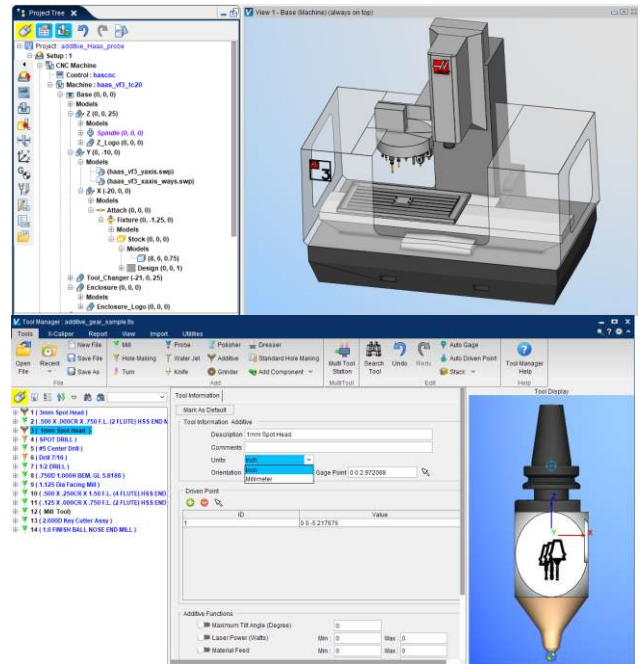 Project Tree
View 1 - Base (Machine) (always on top)
Project : additive_Haas_probe
Setup : 1
CNC Machine
Control : hascnc
Machine : haas_vf3_tc20
Base (0, 0, 0)
Models
Z (0, 0, 25)
Models
Spindle (0, 0, 0)
Z_Logo (0, 0, 0)
Y (0, -10, 0)
Models
(haas_vf3_yaxis.swp)
(haas_vf3_xaxis_ways.swp)
X (-20, 0, 0)
Models
Attach (0, 0, 0)
Fixture (0, -1.25, 0)
Models
Stock (0, 0, 0)
Models
(8, 6, 0.75)
Design (0, 0, 1)
Tool_Changer (-21, 0, 25)
Enclosure (0, 0, 0)
Models
Enclosure_Logo (0, 0, 0)
3
Tool Manager : additive_gear_sample.tls
Tools X-Caliper Report View Import Utilities
Open File
Recent
New File
Save File
Save As
File
Mill
Hole Making
Turn
Probe
Water Jet
Knife
Polisher
Additive
Grinder
Dresser
Standard Hole Making
Add Component
Add
Multi Tool Station
MultiTool
Search Tool
Undo
Redo
Auto Gage
Auto Driven Point
Stack
Edit
Tool Manager Help
Help
1 ( 3mm Spot Head )
2 ( .500 X .000CR X .750 F.L. (2 FLUTE) HSS END M
3 ( 1mm Spot Head )
4 ( SPOT DRILL )
5 ( #5 Center Drill )
6 ( Drill 7/16 )
7 ( 1/2 DRILL )
8 ( .750D 1.000H BEM, GL 5.8186 )
9 ( 1.125 Dia Facing Mill )
10 ( .500 X .250CR X 1.50 F.L. (4 FLUTE) HSS END
11 ( .125 X .000CR X .750 F.L. (2 FLUTE) HSS END
12 ( Mill Tool)
13 ( 2.000D Key Cutter Assy )
14 ( 1.0 FINISH BALL NOSE END MILL )
Tool Information
Mark As Default
Tool Information Additive
Description 1mm Spot Head
Comments
Units Inch
Inch
Millimeter
Orientation
Gage Point 0 0 2.972088
Driven Point
ID Value
1 0 0 -5.217676
Additive Functions
Maximum Tilt Angle (Degree) 0
Laser Power (Watts) Min : 0 Max : 0
Material Feed Min : 0 Max : 0
Tool Display
Z
Y
X